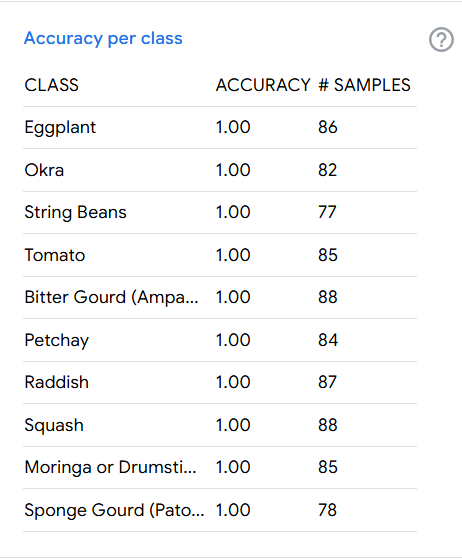 Accuracy per class
CLASS ACCURACY # SAMPLES
Eggplant 1.00 86
Okra 1.00 82
String Beans 1.00 77
Tomato 1.00 85
Bitter Gourd (Ampa... 1.00 88
Petchay 1.00 84
Raddish 1.00 87
Squash 1.00 88
Moringa or Drumsti... 1.00 85
Sponge Gourd (Pato... 1.00 78